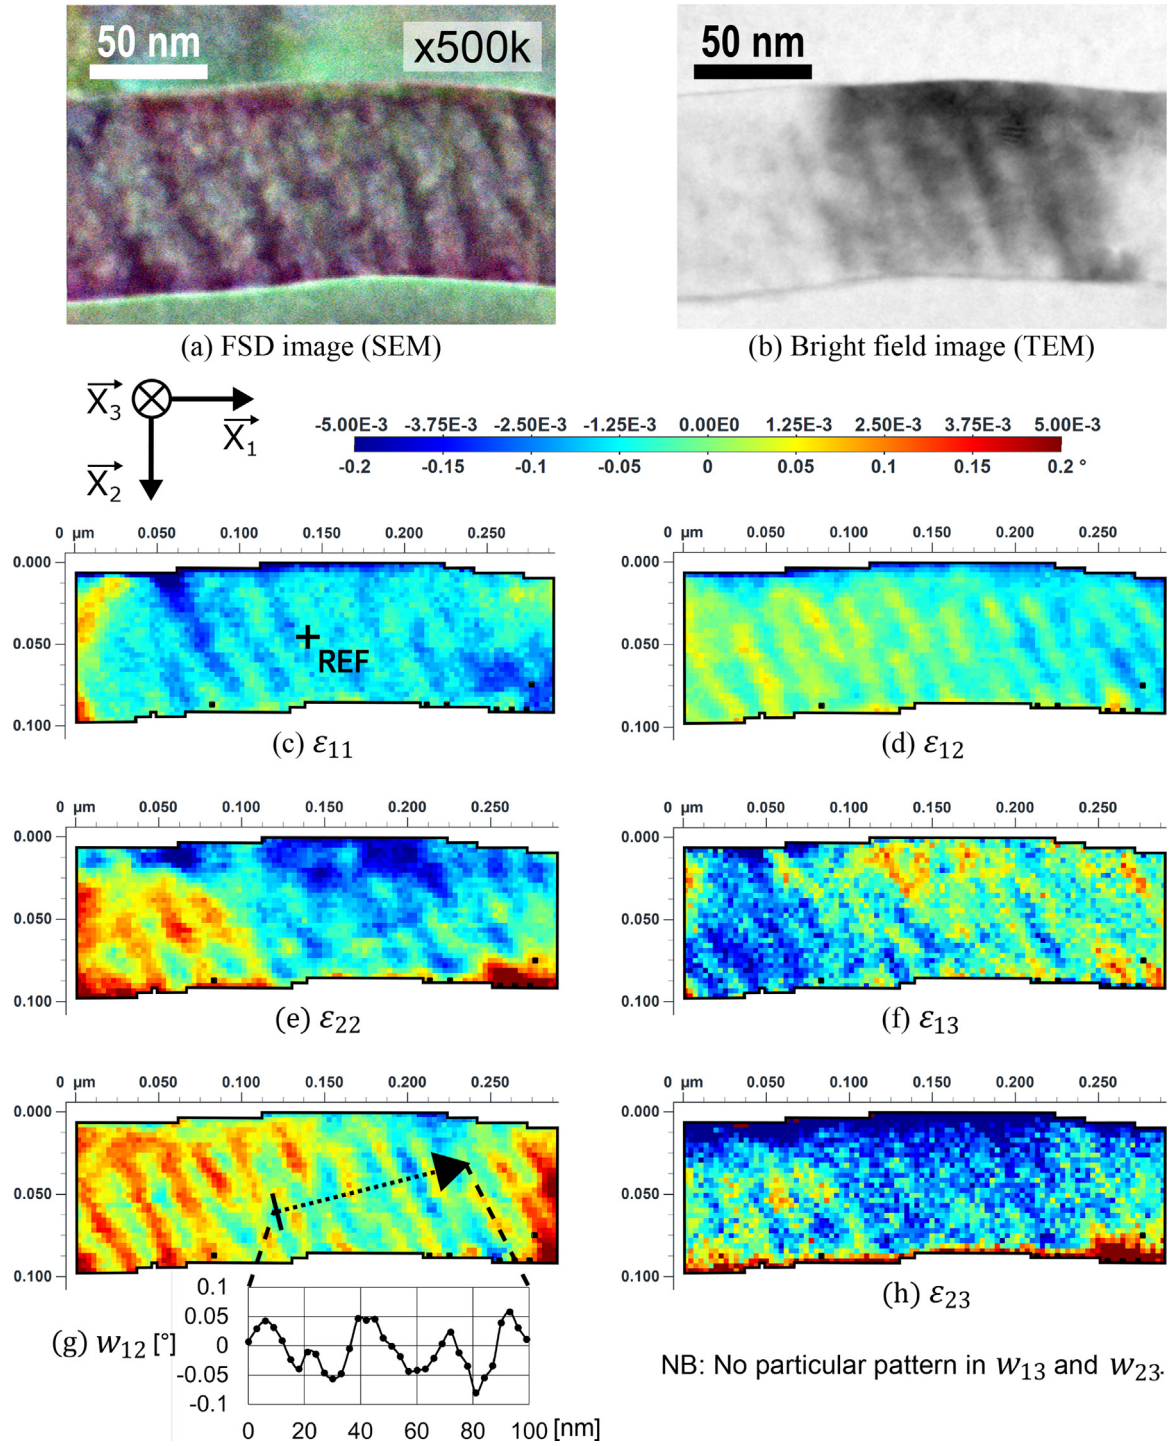 50 nm
x500k
50 nm
(a) FSD image (SEM)
(b) Bright field image (TEM)
X3
X1
X2
-5.00E-3 -3.75E-3 -2.50E-3 -1.25E-3 0.00E0 1.25E-3 2.50E-3 3.75E-3 5.00E-3
-0.2 -0.15 -0.1 -0.05 0 0.05 0.1 0.15 0.2 °
0 µm 0.050 0.100 0.150 0.200 0.250
0.000
0.050
0.100
REF
(c) ε11
0 µm 0.050 0.100 0.150 0.200 0.250
0.000
0.050
0.100
(d) ε12
0 µm 0.050 0.100 0.150 0.200 0.250
0.000
0.050
0.100
(e) ε22
0 µm 0.050 0.100 0.150 0.200 0.250
0.000
0.050
0.100
(f) ε13
0 µm 0.050 0.100 0.150 0.200 0.250
0.000
0.050
0.100
(g) w12 [°]
0.1
0.05
0
-0.05
-0.1
0 20 40 60 80 100 [nm]
0 µm 0.050 0.100 0.150 0.200 0.250
0.000
0.050
0.100
(h) ε23
NB: No particular pattern in w13 and w23.